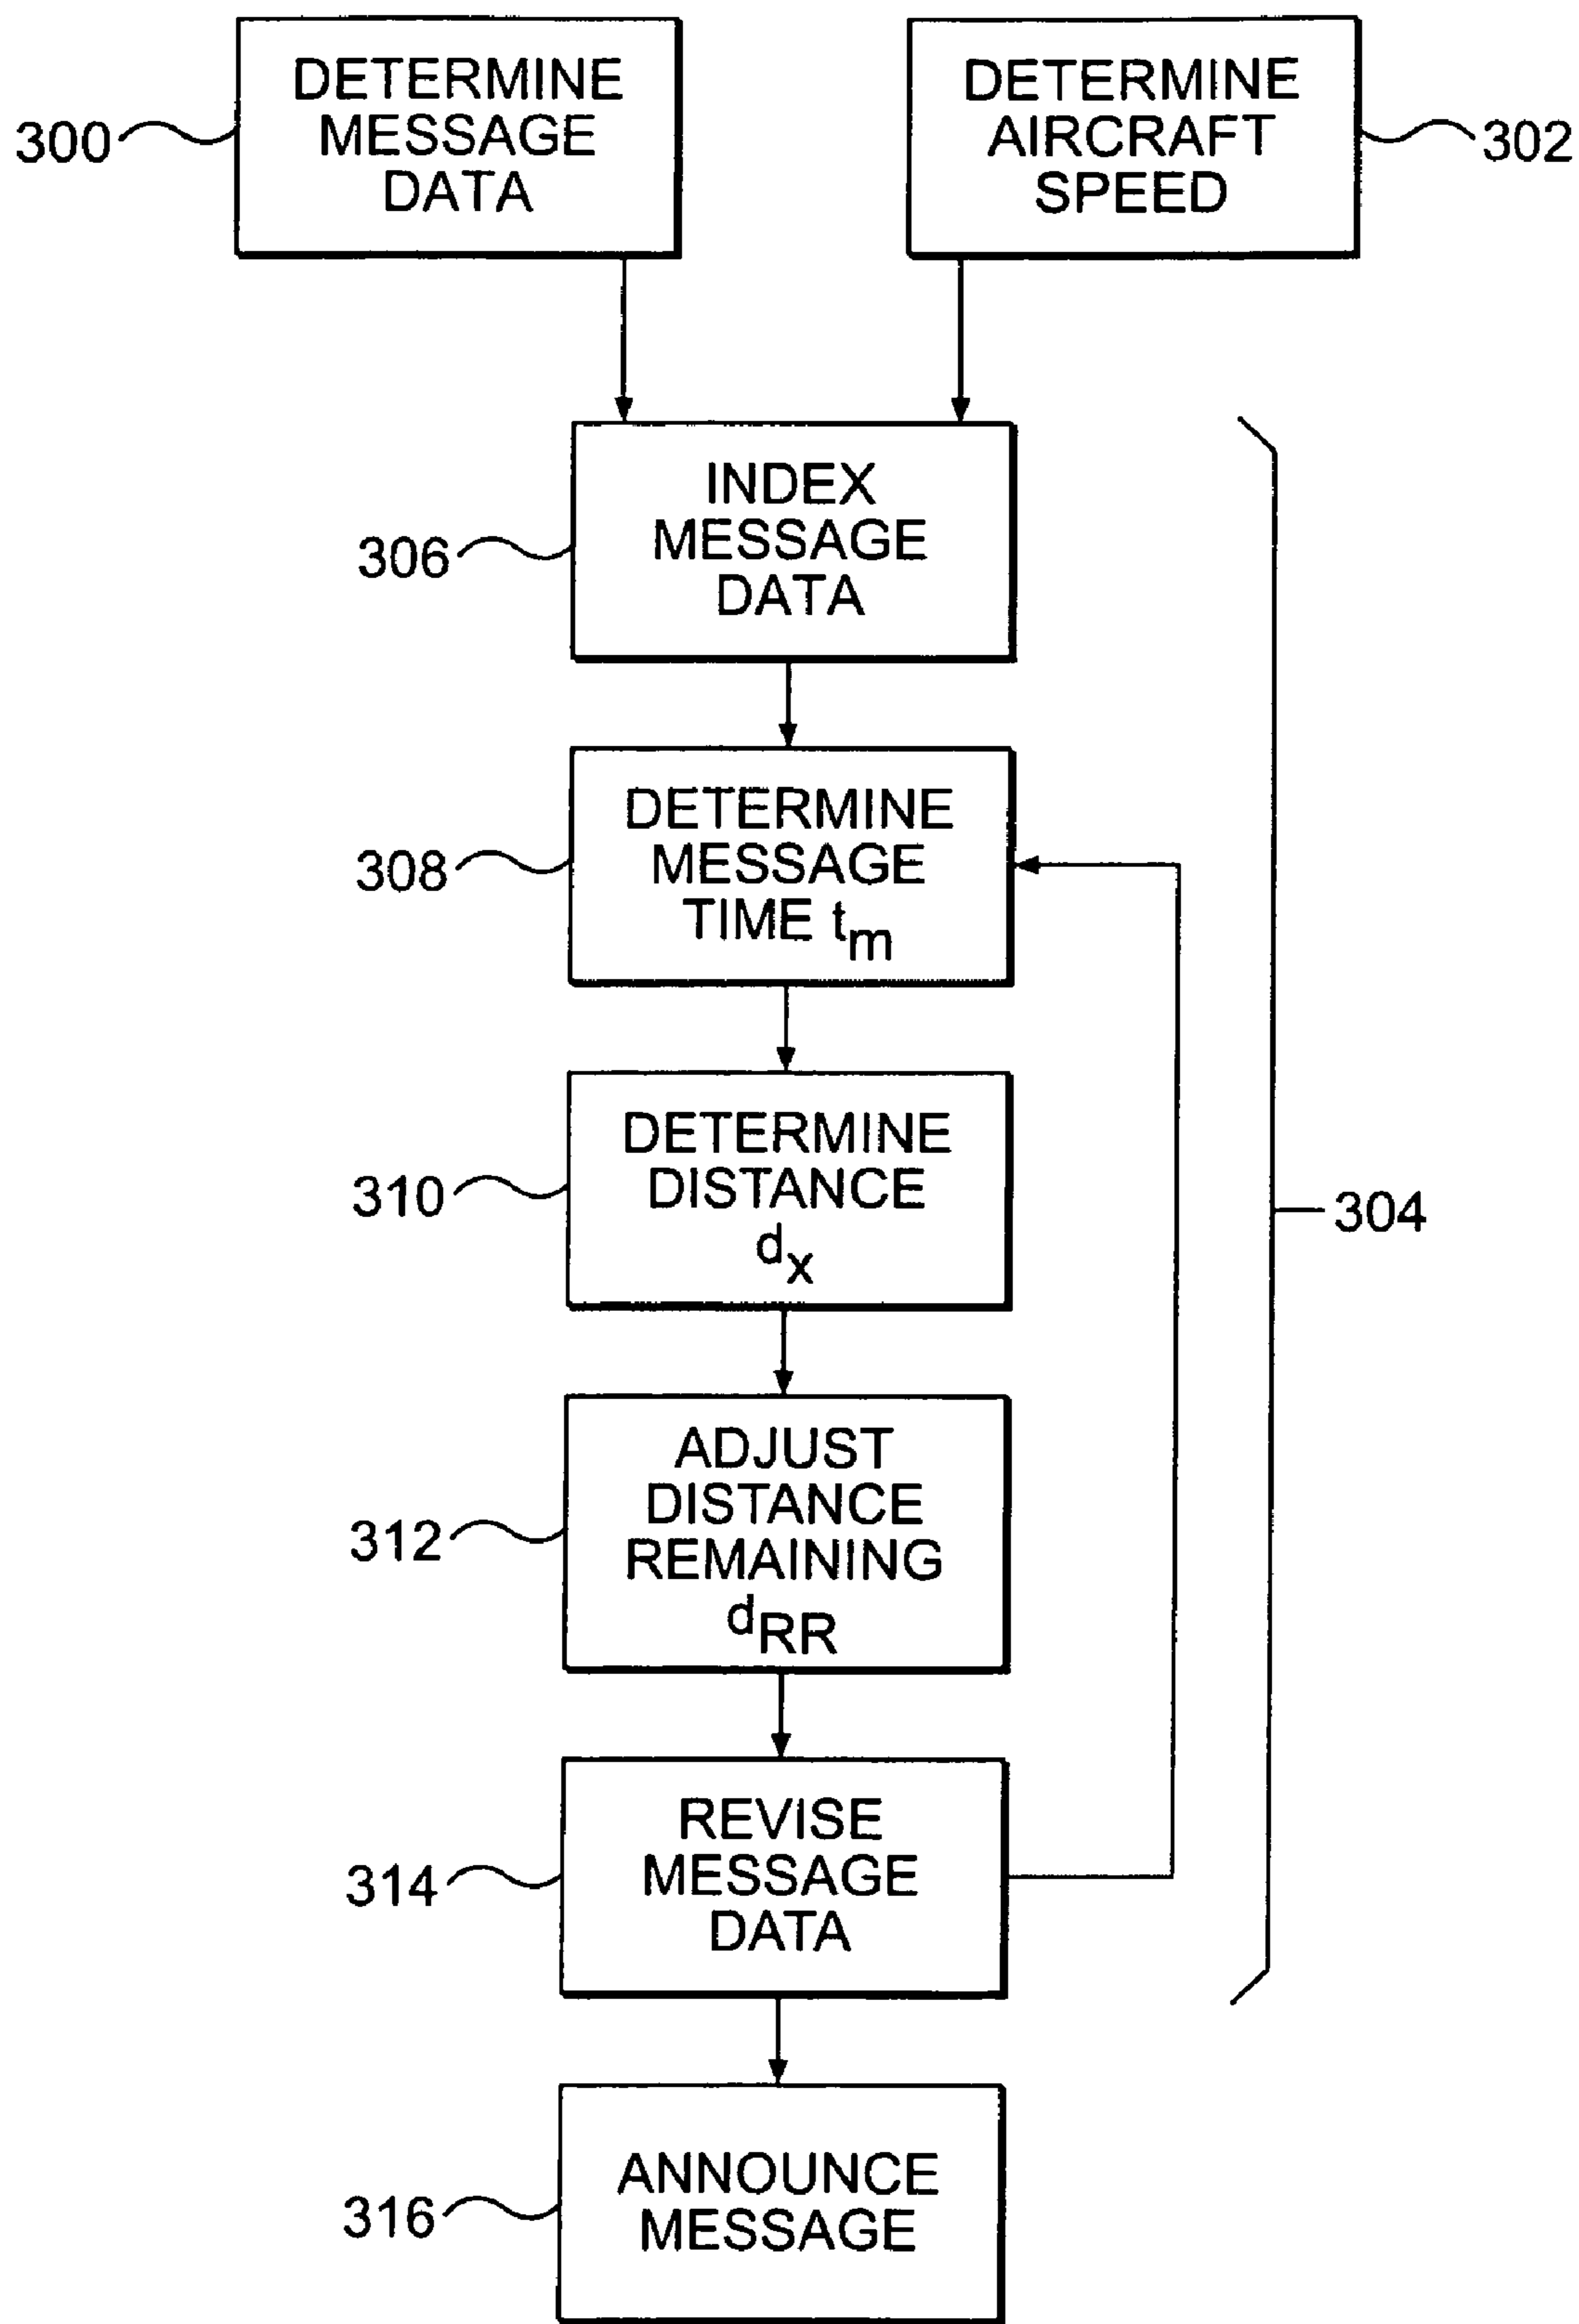 DETERMINE
MESSAGE
DATA
300
DETERMINE
AIRCRAFT
SPEED
302
INDEX
MESSAGE
DATA
306
DETERMINE
MESSAGE
TIME tm
308
DETERMINE
DISTANCE
dx
310
304
ADJUST
DISTANCE
REMAINING
dRR
312
REVISE
MESSAGE
DATA
314
ANNOUNCE
MESSAGE
316